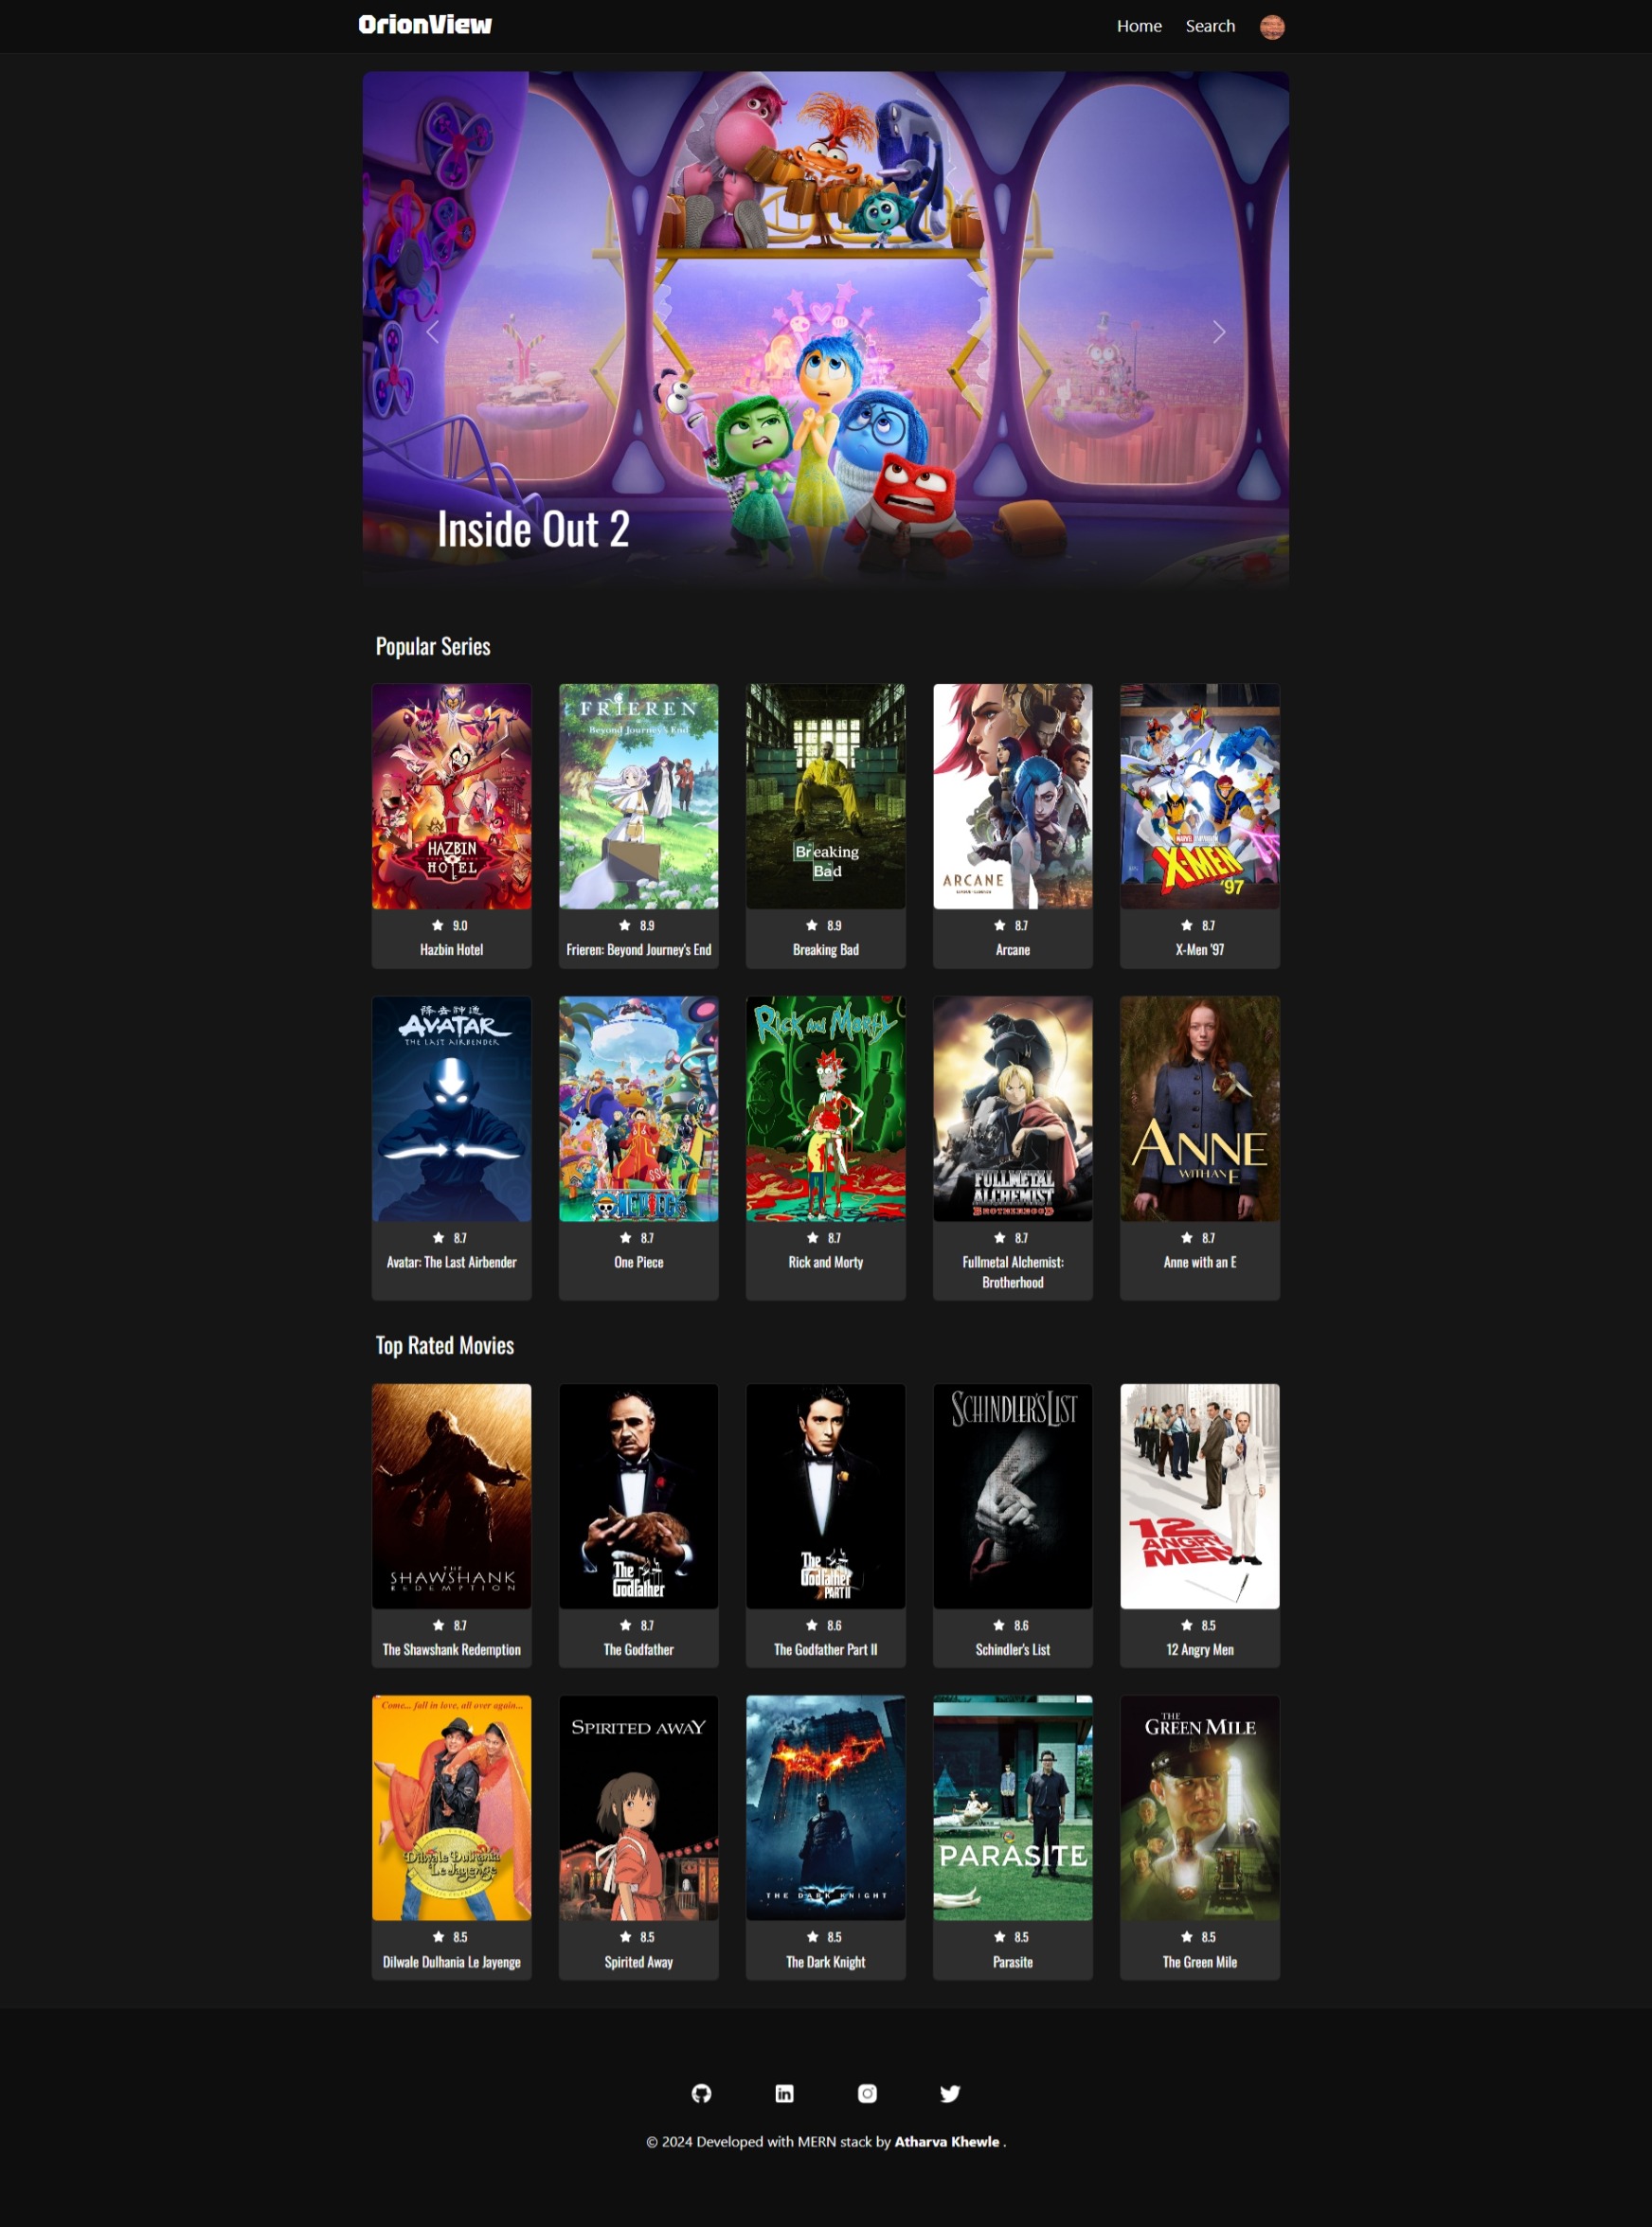 OrionView
Home Search
Inside Out 2
Popular Series
HAZBIN
HOTEL
9.0
Hazbin Hotel
FRIEREN
Beyond Journey's End
8.9
Frieren: Beyond Journey's End
Breaking
Bad
8.9
Breaking Bad
ARCANE
8.7
Arcane
X-MEN
'97
8.7
X-Men '97
AVATAR
THE LAST AIRBENDER
8.7
Avatar: The Last Airbender
ONE PIECE
8.7
One Piece
Rick and Morty
8.7
Rick and Morty
FULLMETAL
ALCHEMIST
BROTHERHOOD
8.7
Fullmetal Alchemist:
Brotherhood
ANNE
WITH AN E
8.7
Anne with an E
Top Rated Movies
THE
SHAWSHANK
REDEMPTION
8.7
The Shawshank Redemption
The
Godfather
8.7
The Godfather
The
Godfather
PART II
8.6
The Godfather Part II
SCHINDLER'S LIST
8.6
Schindler's List
12
ANGRY
MEN
8.5
12 Angry Men
Come... fall in love, all over again...
Dilwale Dulhania
Le Jayenge
8.5
Dilwale Dulhania Le Jayenge
SPIRITED AWAY
8.5
Spirited Away
THE DARK KNIGHT
8.5
The Dark Knight
PARASITE
8.5
Parasite
THE
GREEN MILE
8.5
The Green Mile
© 2024 Developed with MERN stack by Atharva Khewle .